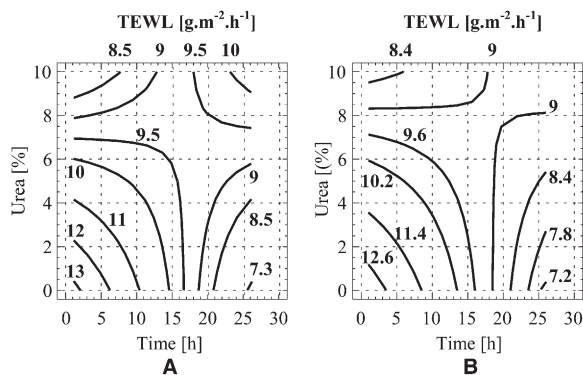 TEWL [g.m⁻².h⁻¹] TEWL [g.m⁻².h⁻¹]
8.5 9 9.5 10 8.4 9
10 10
8 8
6 6
4 4
2 2
0 0
Urea [%] Urea [(%)
9.5 9.6 9
10 9 10.2 8.4
11 8.5 11.4 7.8
12 12.6
13 7.3 7.2
0 5 10 15 20 25 30 0 5 10 15 20 25 30
Time [h] Time [h]
A B